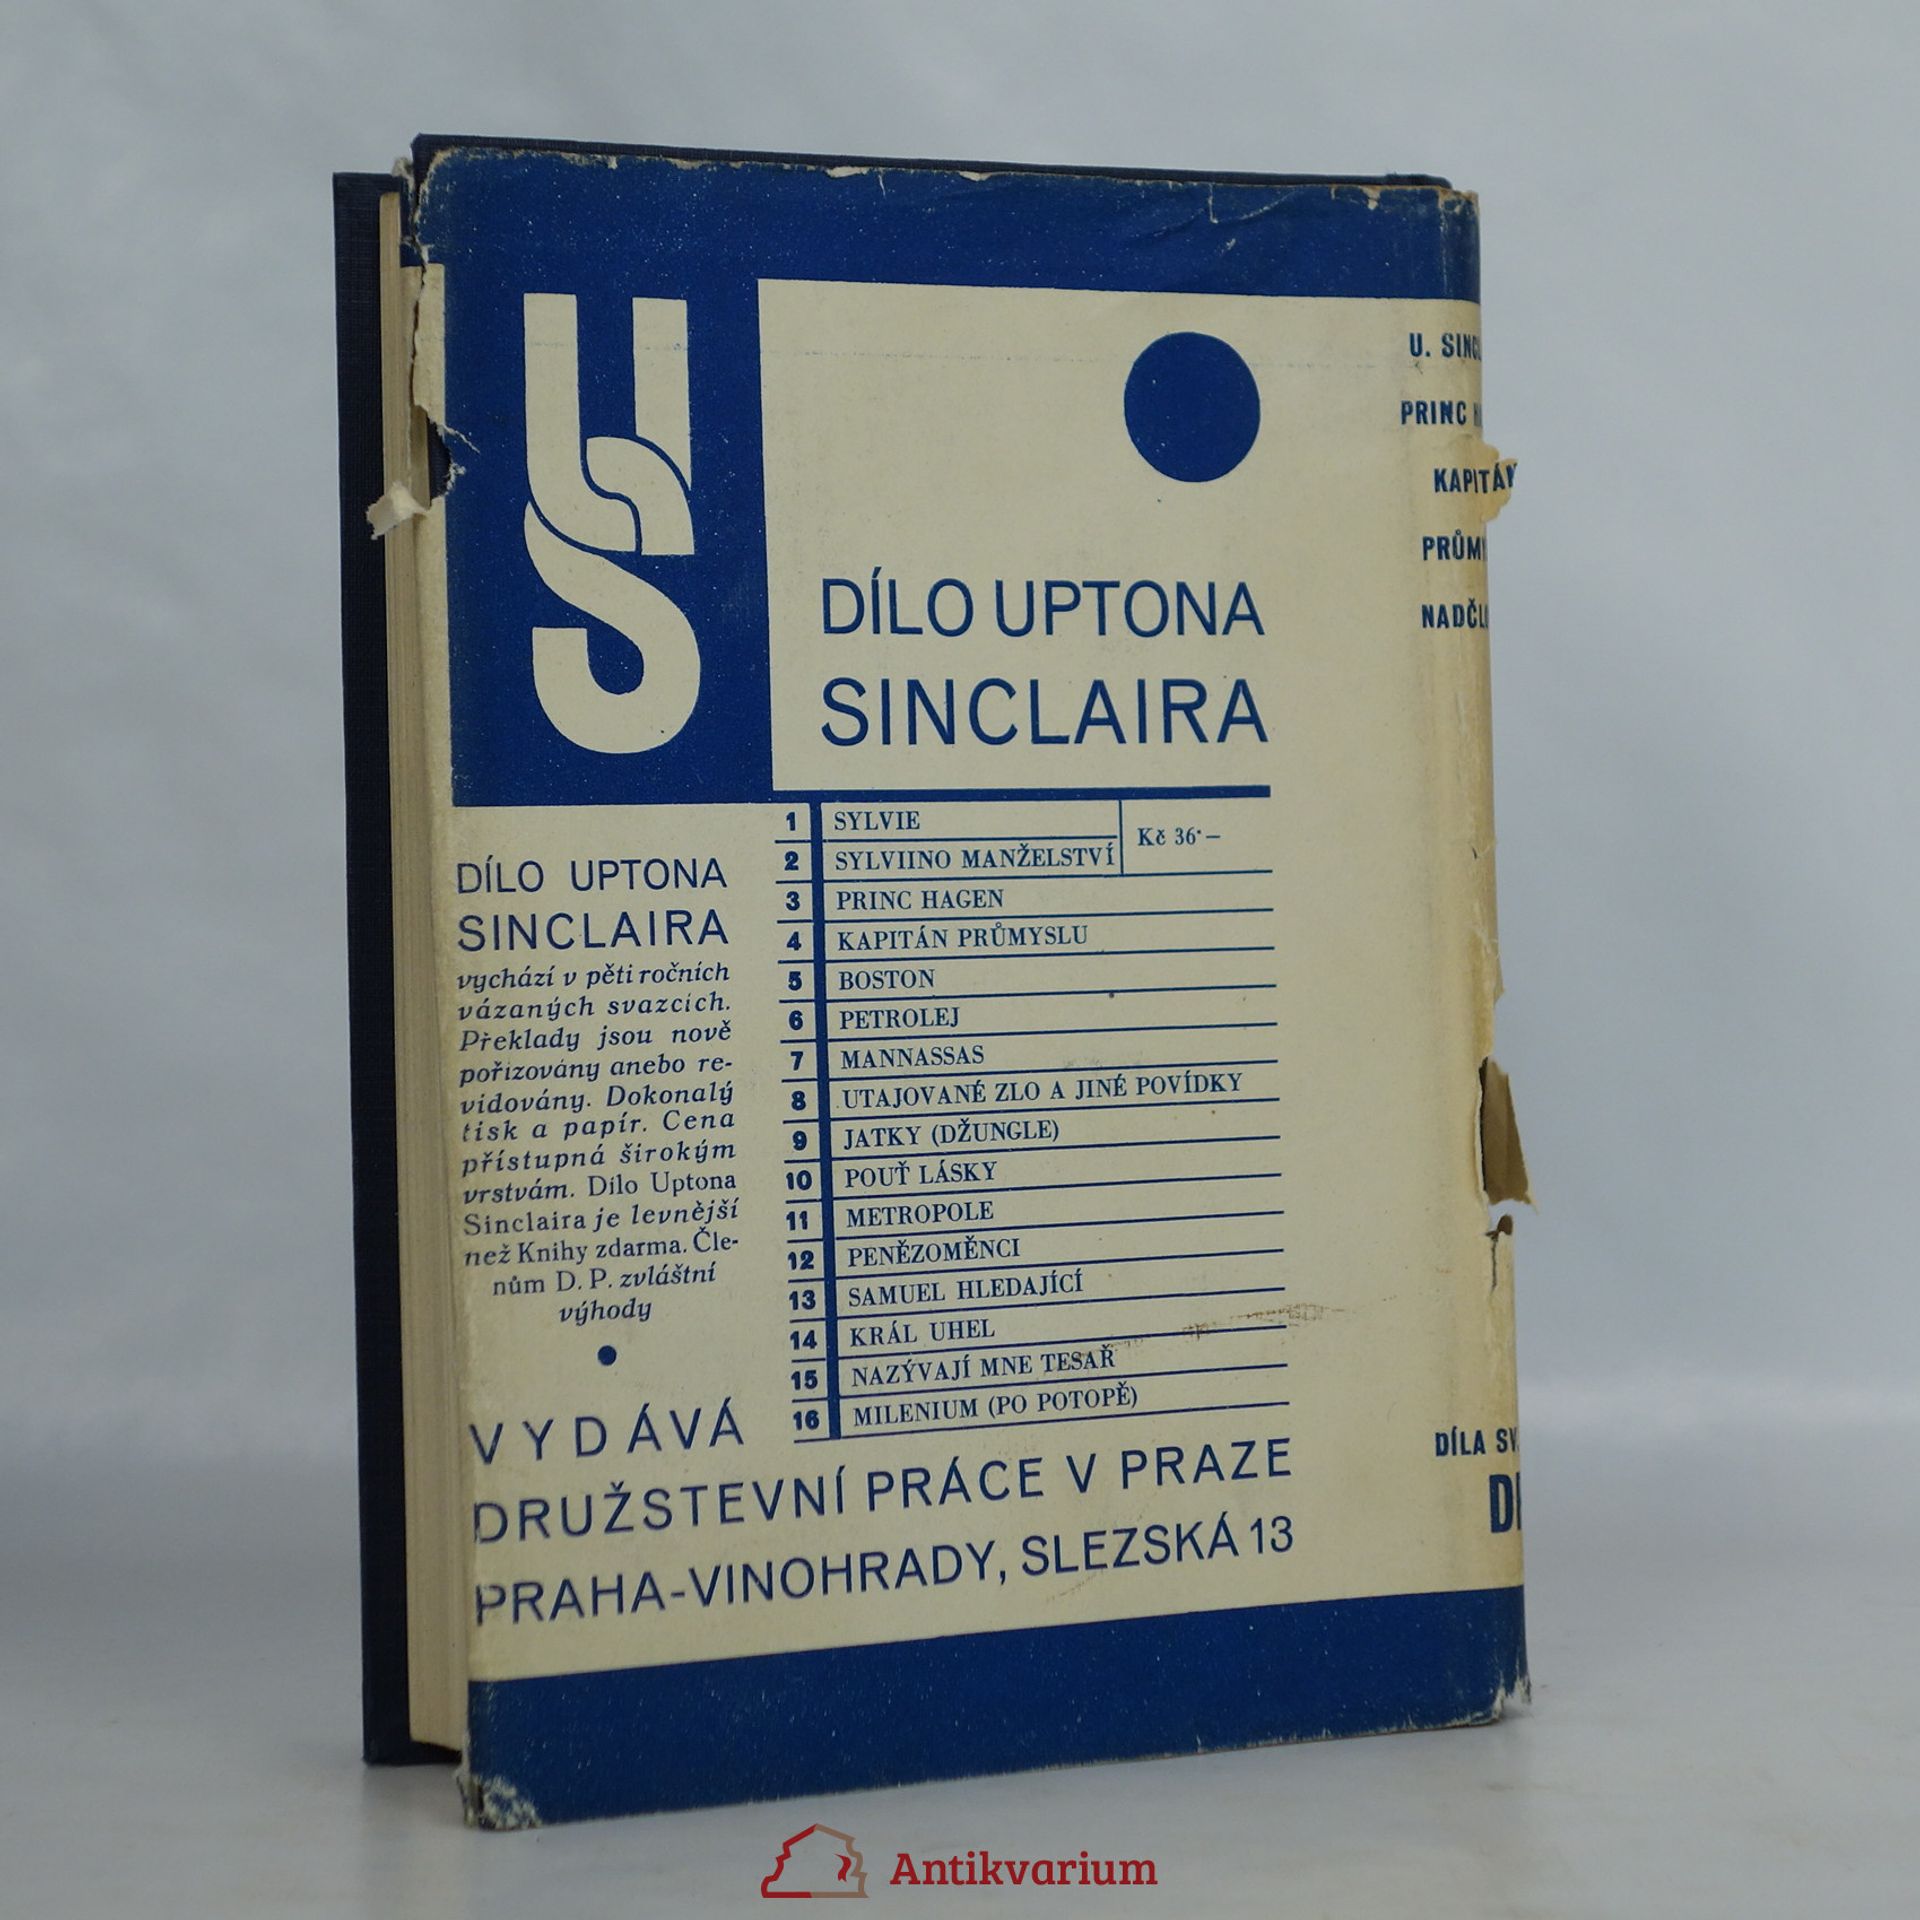 US
DÍLO UPTONA
SINCLAIRA
1 SYLVIE
Kč 36·–
2 SYLVIINO MANŽELSTVÍ
3 PRINC HAGEN
4 KAPITÁN PRŮMYSLU
5 BOSTON
6 PETROLEJ
7 MANNASSAS
8 UTAJOVANÉ ZLO A JINÉ POVÍDKY
9 JATKY (DŽUNGLE)
10 POUŤ LÁSKY
11 METROPOLE
12 PENĚZOMĚNCI
13 SAMUEL HLEDAJÍCÍ
14 KRÁL UHEL
15 NAZÝVAJÍ MNE TESAŘ
16 MILENIUM (PO POTOPĚ)
DÍLO UPTONA
SINCLAIRA
vychází v pěti ročních
vázaných svazcích.
Překlady jsou nově
pořizovány anebo re-
vidovány. Dokonalý
tisk a papír. Cena
přístupná širokým
vrstvám. Dílo Uptona
Sinclaira je levnější
než Knihy zdarma. Čle-
nům D. P. zvláštní
výhody
VYDÁVÁ
DRUŽSTEVNÍ PRÁCE V PRAZE
PRAHA-VINOHRADY, SLEZSKÁ 13
U.
PRINC
KAPITÁN
DÍLA
Antikvarium